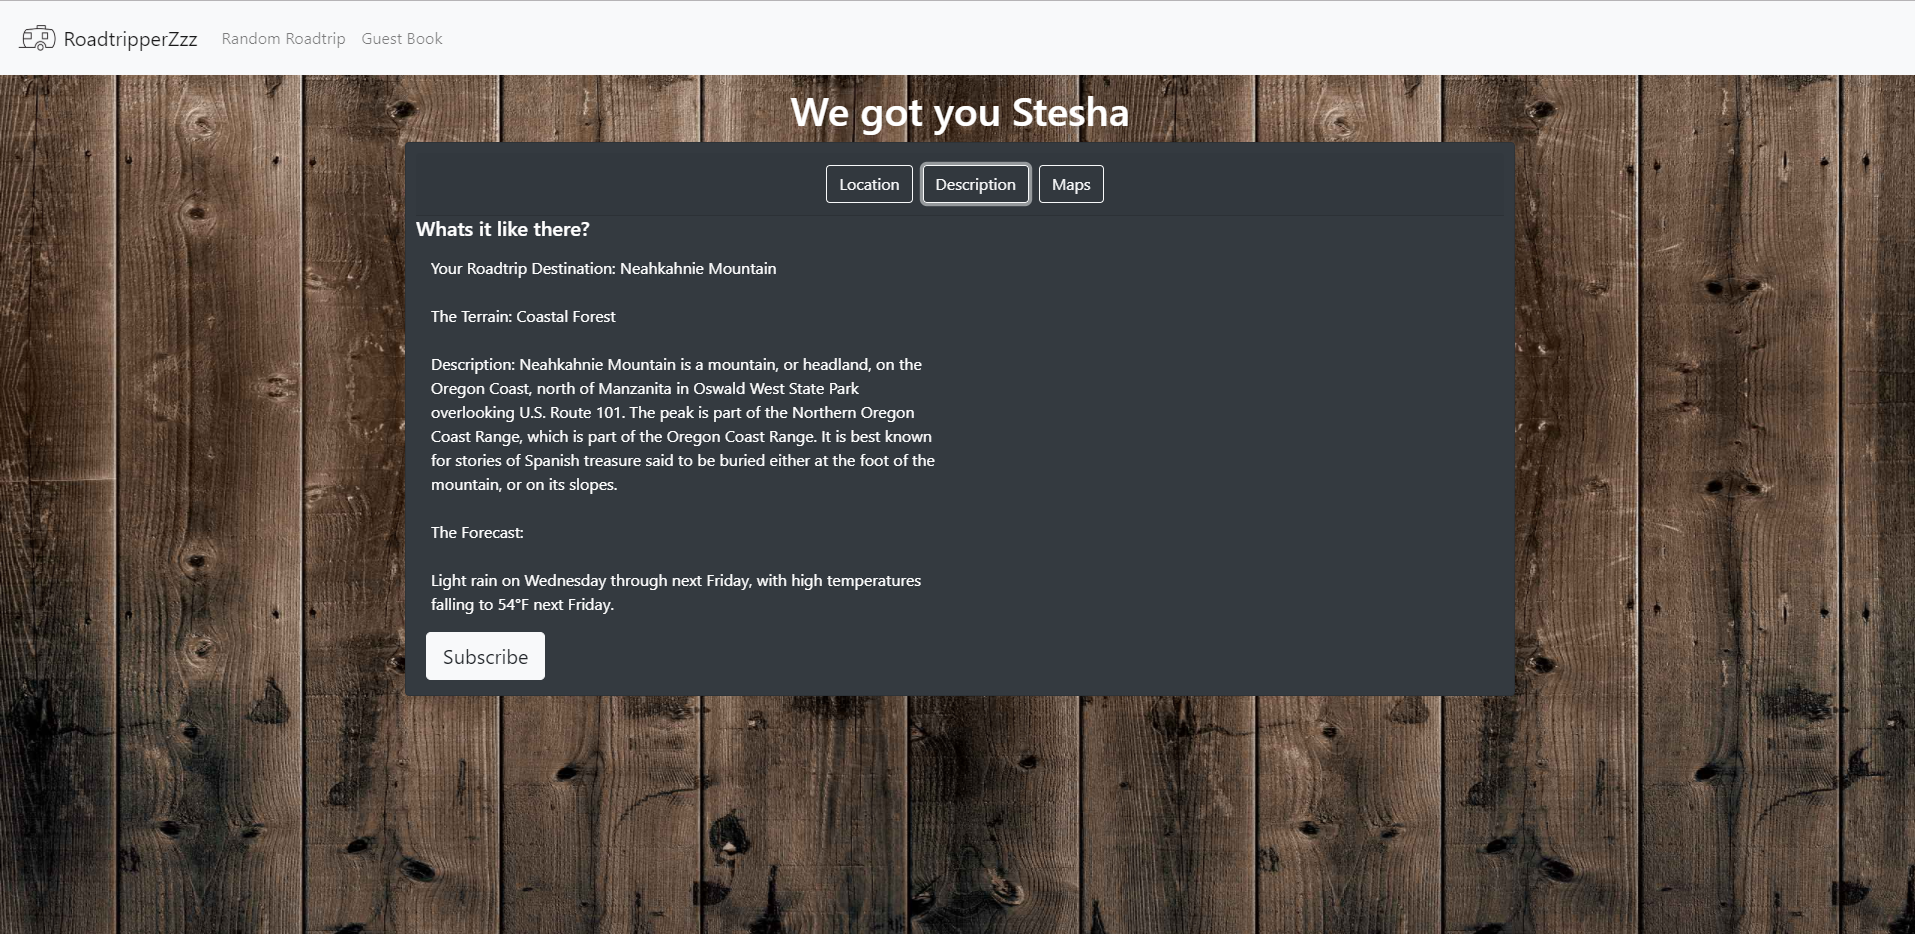 RoadtripperZzz Random Roadtrip Guest Book
We got you Stesha
Location Description Maps
Whats it like there?
Your Roadtrip Destination: Neahkahnie Mountain
The Terrain: Coastal Forest
Description: Neahkahnie Mountain is a mountain, or headland, on the
Oregon Coast, north of Manzanita in Oswald West State Park
overlooking U.S. Route 101. The peak is part of the Northern Oregon
Coast Range, which is part of the Oregon Coast Range. It is best known
for stories of Spanish treasure said to be buried either at the foot of the
mountain, or on its slopes.
The Forecast:
Light rain on Wednesday through next Friday, with high temperatures
falling to 54°F next Friday.
Subscribe